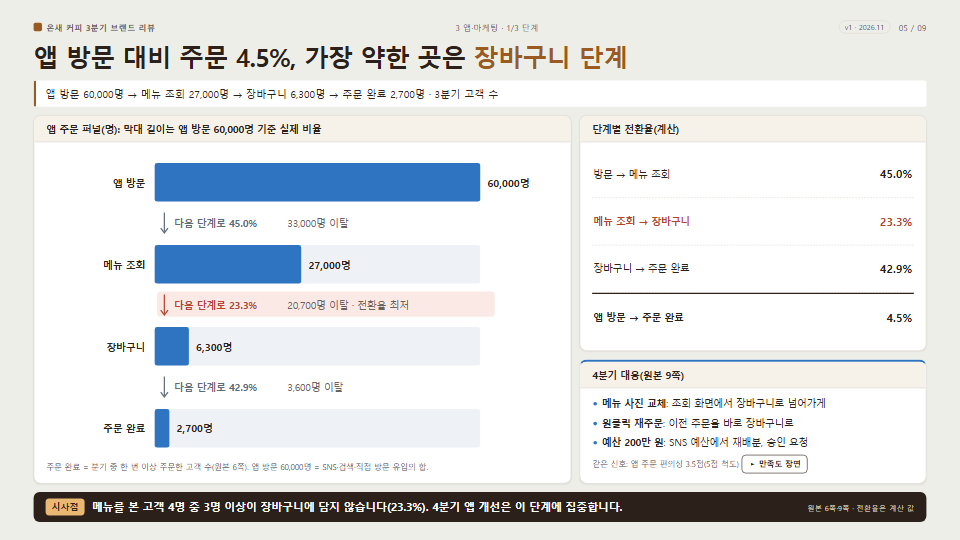 온새 커피 3분기 브랜드 리뷰
3 앱·마케팅 · 1/3 단계
v1 · 2026.11
05 / 09
앱 방문 대비 주문 4.5%, 가장 약한 곳은 장바구니 단계
앱 방문 60,000명 → 메뉴 조회 27,000명 → 장바구니 6,300명 → 주문 완료 2,700명 · 3분기 고객 수
앱 주문 퍼널(명): 막대 길이는 앱 방문 60,000명 기준 실제 비율
앱 방문
60,000명
다음 단계로 45.0%
33,000명 이탈
메뉴 조회
27,000명
다음 단계로 23.3%
20,700명 이탈 · 전환율 최저
장바구니
6,300명
다음 단계로 42.9%
3,600명 이탈
주문 완료
2,700명
주문 완료 = 분기 중 한 번 이상 주문한 고객 수(원본 6쪽). 앱 방문 60,000명 = SNS·검색·직접 방문 유입의 합.
단계별 전환율(계산)
방문 → 메뉴 조회
45.0%
메뉴 조회 → 장바구니
23.3%
장바구니 → 주문 완료
42.9%
앱 방문 → 주문 완료
4.5%
4분기 대응(원본 9쪽)
• 메뉴 사진 교체: 조회 화면에서 장바구니로 넘어가게
• 원클릭 재주문: 이전 주문을 바로 장바구니로
• 예산 200만 원: SNS 예산에서 재배분, 승인 요청
같은 신호: 앱 주문 편의성 3.5점(5점 척도)
▸ 만족도 장면
시사점
메뉴를 본 고객 4명 중 3명 이상이 장바구니에 담지 않습니다(23.3%). 4분기 앱 개선은 이 단계에 집중합니다.
원본 6쪽·9쪽 · 전환율은 계산 값